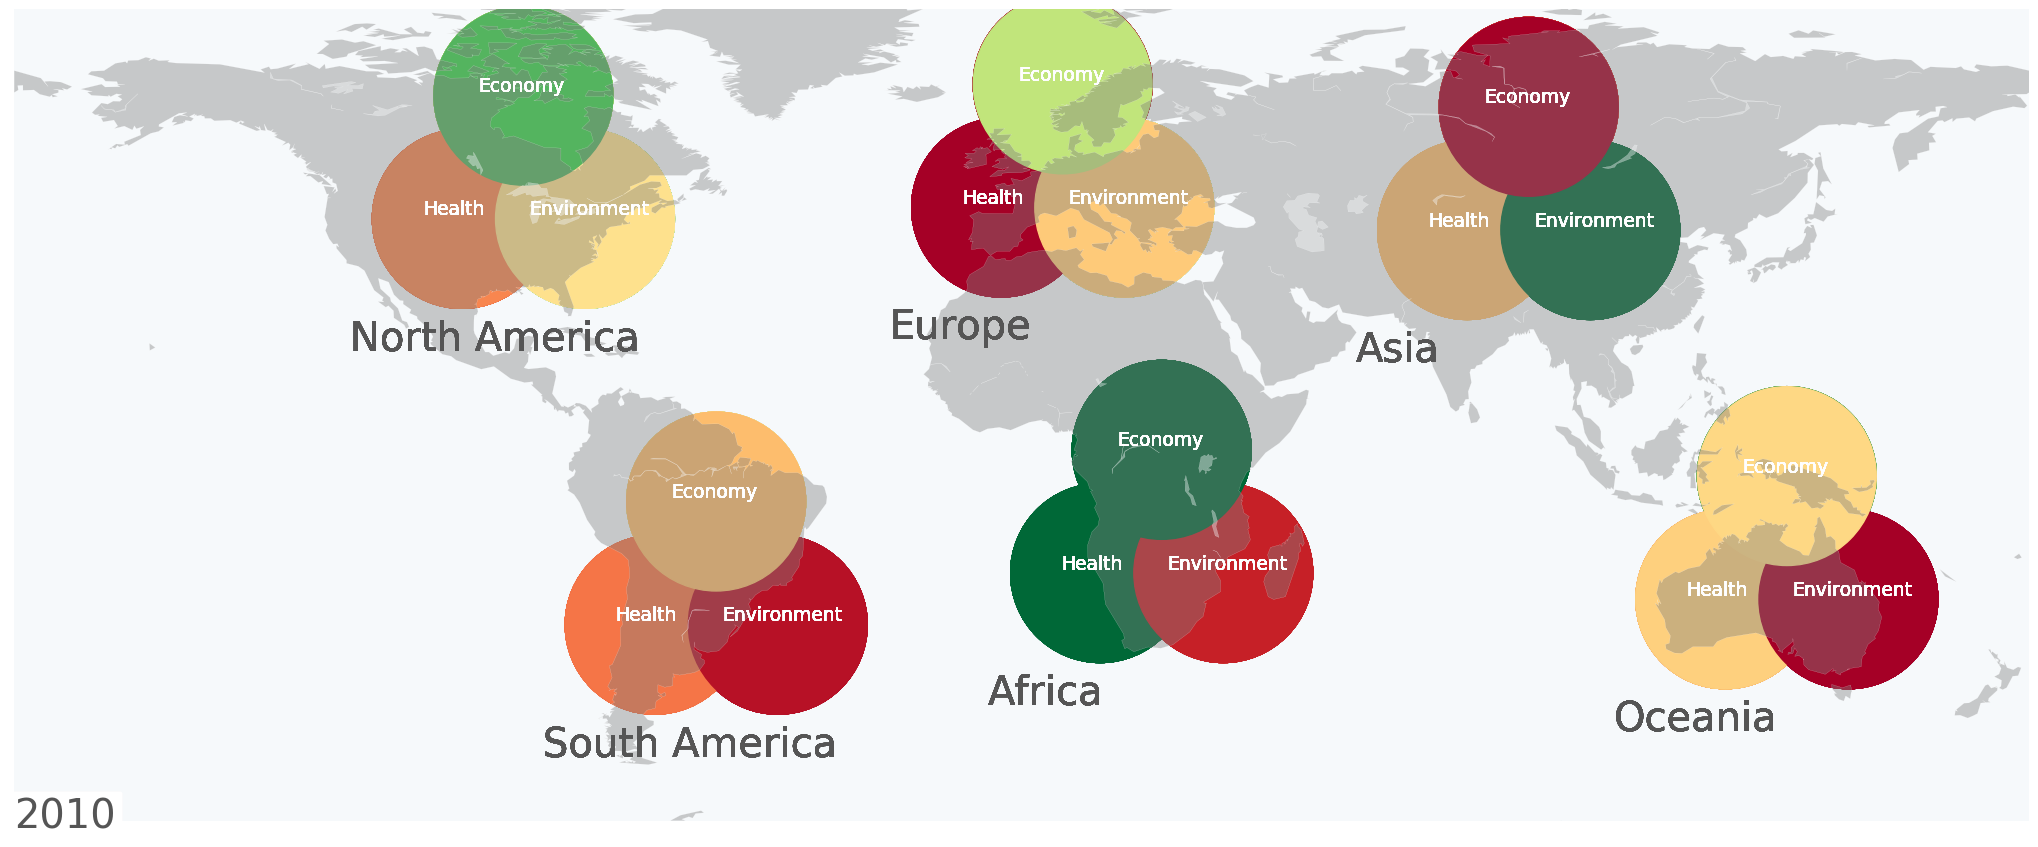 Economy
Health
Environment
North America
Economy
Health
Environment
Europe
Economy
Health
Environment
Asia
Economy
Health
Environment
South America
Economy
Health
Environment
Africa
Economy
Health
Environment
Oceania
2010